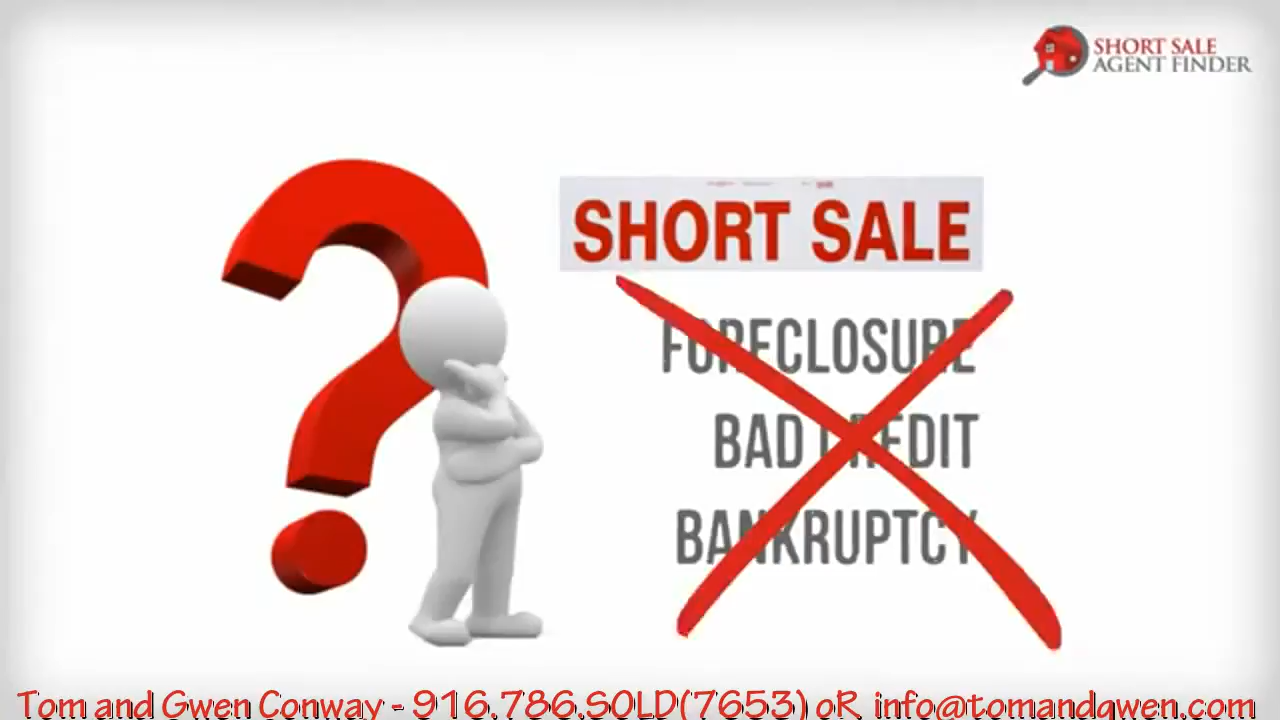 SHORT SALE
AGENT FINDER
SHORT SALE
FORECLOSURE
BAD CREDIT
BANKRUPTCY
Tom and Gwen Conway - 916.786.SOLD(7653) oR info@tomandgwen.com